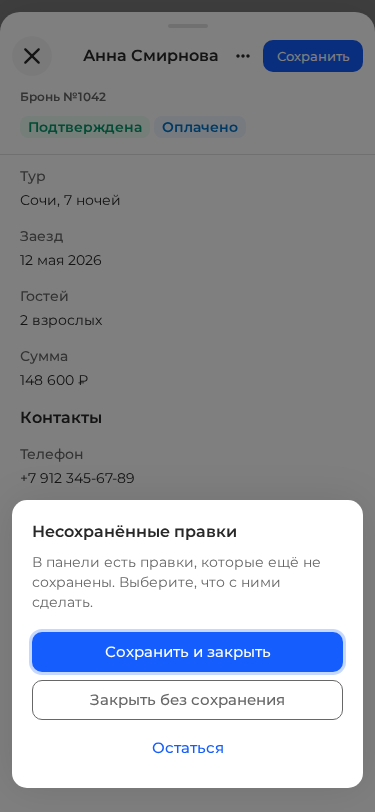 Анна Смирнова
Сохранить
Бронь №1042
Подтверждена Оплачено
Тур
Сочи, 7 ночей
Заезд
12 мая 2026
Гостей
2 взрослых
Сумма
148 600 ₽
Контакты
Телефон
+7 912 345-67-89
Несохранённые правки
В панели есть правки, которые ещё не
сохранены. Выберите, что с ними
сделать.
Сохранить и закрыть
Закрыть без сохранения
Остаться